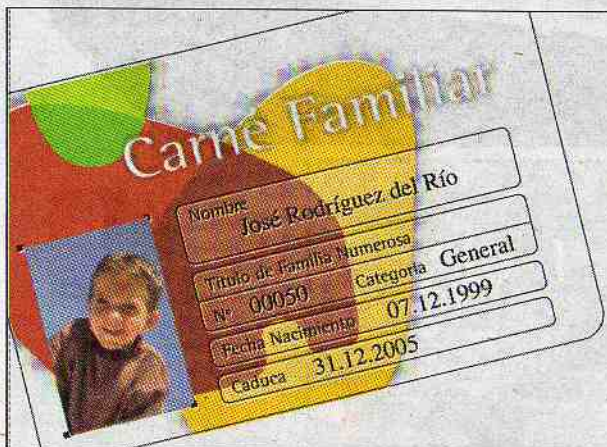 Carné Familiar
Nombre
José Rodríguez del Río
Título de Familia Numerosa
Nº 00050 Categoría General
Fecha Nacimiento 07.12.1999
Caduca 31.12.2005